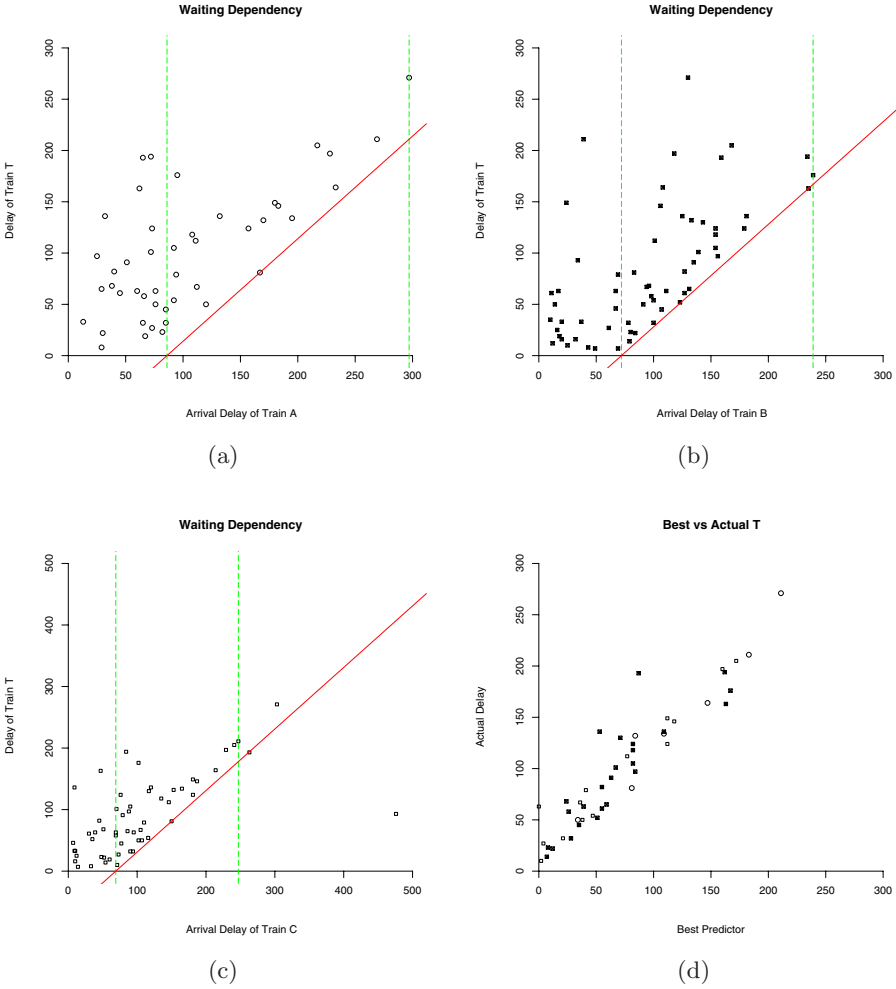 Waiting Dependency
Delay of Train T
300
250
200
150
100
50
0
0 50 100 150 200 250 300
Arrival Delay of Train A
(a)
Waiting Dependency
Delay of Train T
300
250
200
150
100
50
0
0 50 100 150 200 250 300
Arrival Delay of Train B
(b)
Waiting Dependency
Delay of Train T
500
400
300
200
100
0
0 100 200 300 400 500
Arrival Delay of Train C
(c)
Best vs Actual T
Actual Delay
300
250
200
150
100
50
0
0 50 100 150 200 250 300
Best Predictor
(d)